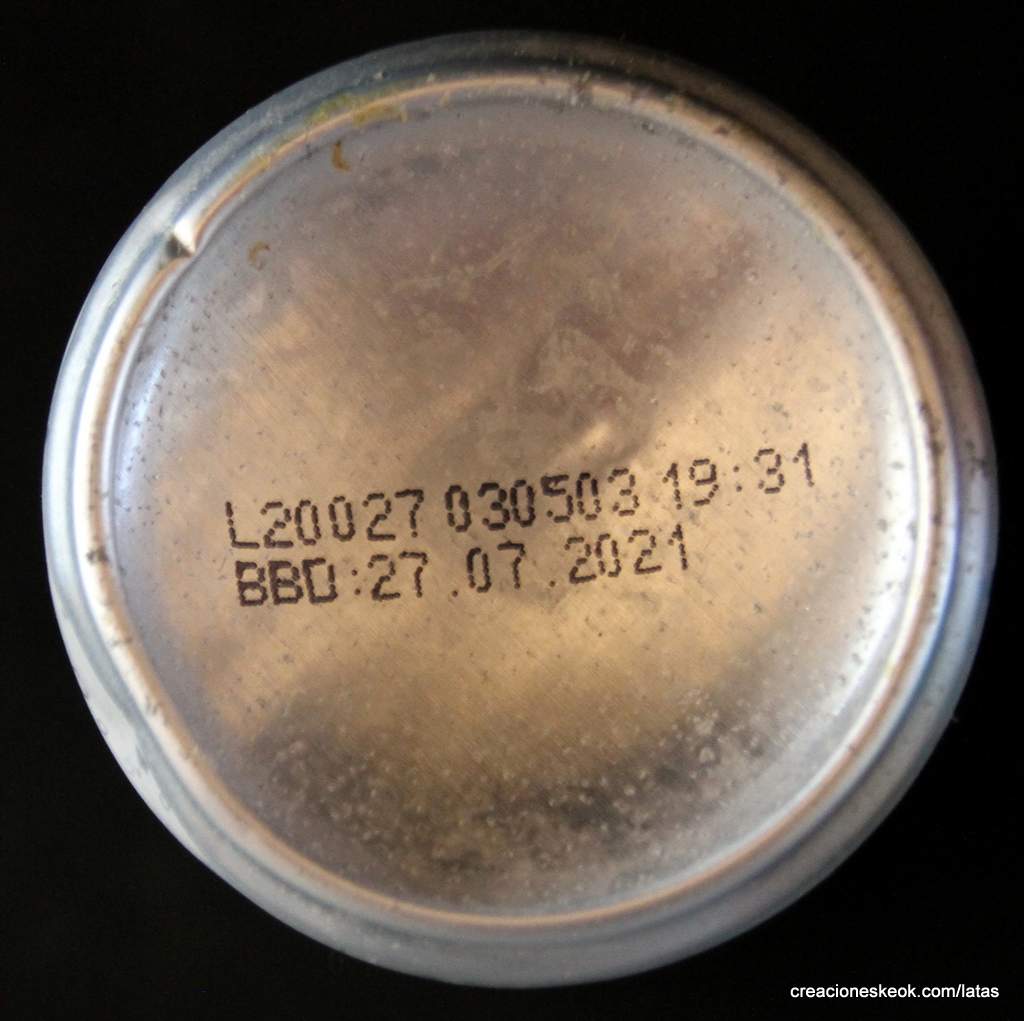 L20027 030503 19:31
BBD:27.07.2021
creacioneskeok.com/latas